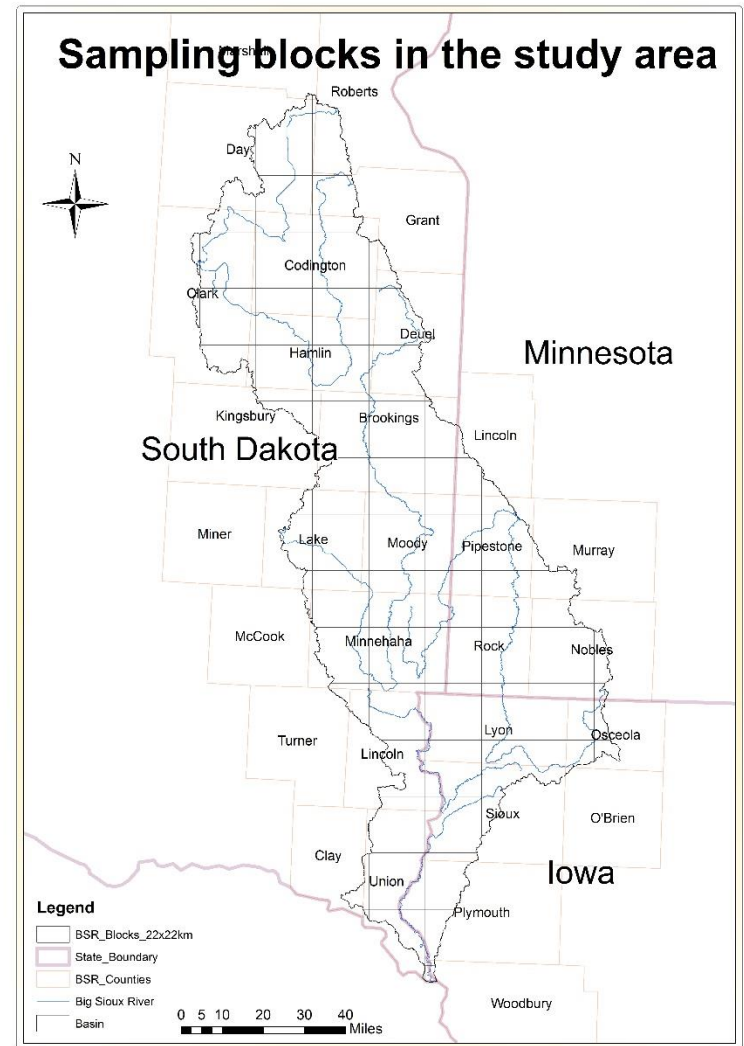 Sampling blocks in the study area
Marshall
Roberts
Day
N
Grant
Codington
Clark
Deuel
Hamlin
Minnesota
Kingsbury
Brookings
Lincoln
South Dakota
Miner
Lake
Moody
Pipestone
Murray
McCook
Minnehaha
Rock
Nobles
Turner
Lincoln
Lyon
Osceola
Sioux
O'Brien
Clay
Union
Iowa
Plymouth
Woodbury
Legend
BSR_Blocks_22x22km
State_Boundary
BSR_Counties
Big Sioux River
Basin
0 5 10 20 30 40
Miles